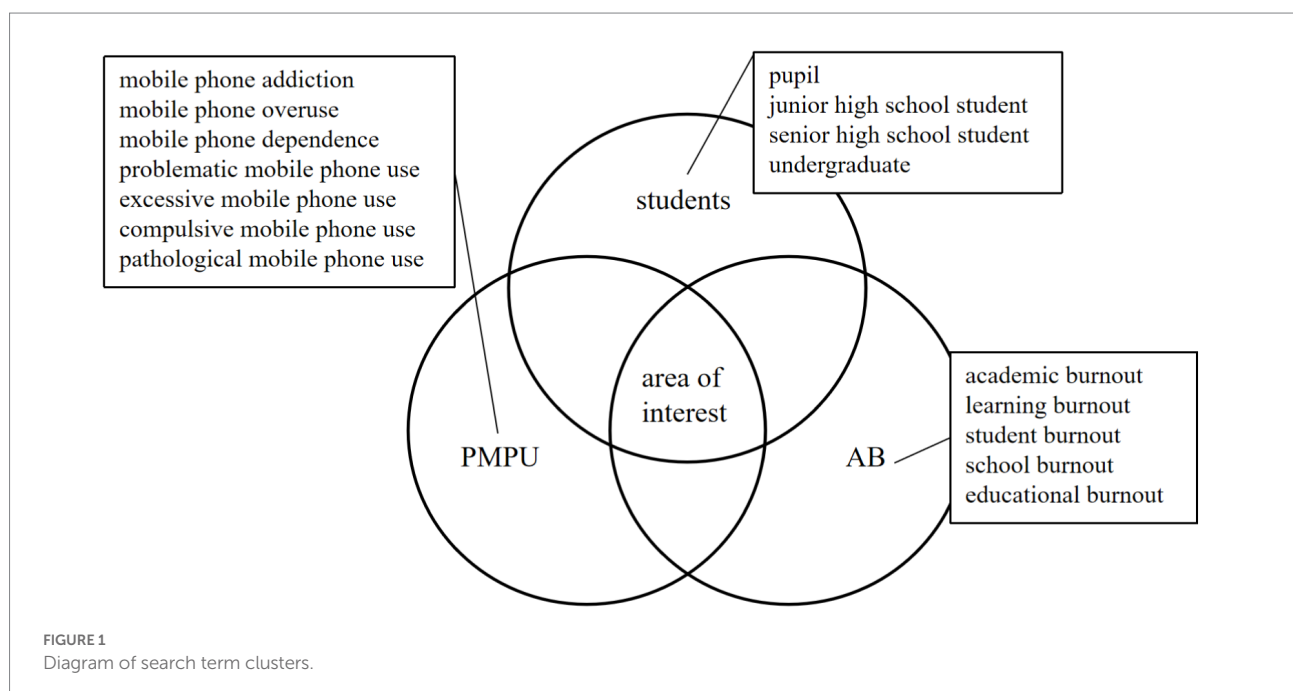 mobile phone addiction
mobile phone overuse
mobile phone dependence
problematic mobile phone use
excessive mobile phone use
compulsive mobile phone use
pathological mobile phone use
pupil
junior high school student
senior high school student
undergraduate
students
area of
interest
PMPU
AB
academic burnout
learning burnout
student burnout
school burnout
educational burnout
FIGURE 1
Diagram of search term clusters.